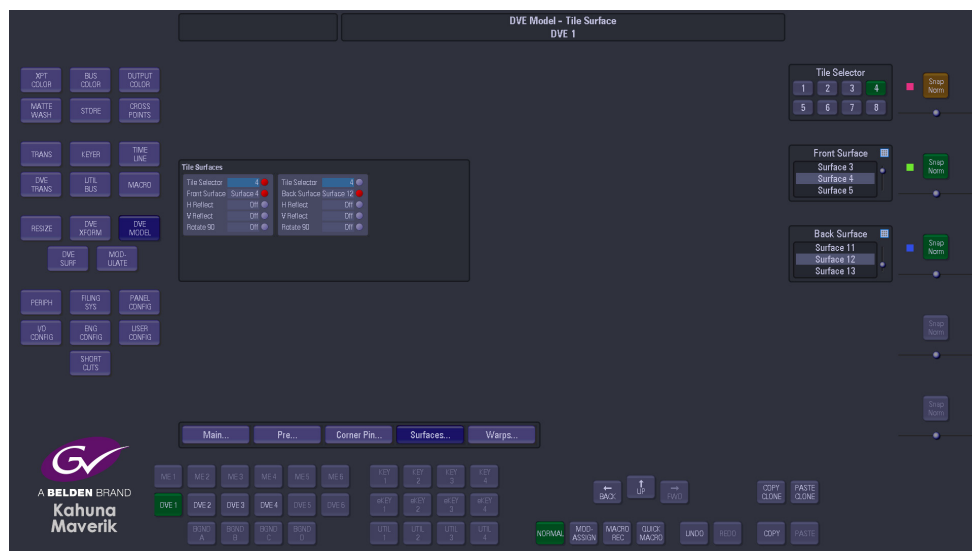 DVE Model - Tile Surface
DVE 1
XPT
COLOR
BUS
COLOR
OUTPUT
COLOR
MATTE
WASH
STORE
CROSS
POINTS
TRANS
KEYER
TIME
LINE
DVE
TRANS
UTIL
BUS
MACRO
RESIZE
DVE
XFORM
DVE
MODEL
DVE
SURF
MOD-
ULATE
PERIPH
FILING
SYS
PANEL
CONFIG
I/O
CONFIG
ENG
CONFIG
USER
CONFIG
SHORT
CUTS
Tile Surfaces
Tile Selector 4
Front Surface Surface 4
H Reflect Off
V Reflect Off
Rotate 90 Off
Tile Selector 4
Back Surface Surface 12
H Reflect Off
V Reflect Off
Rotate 90 Off
Tile Selector
1 2 3 4
5 6 7 8
Snap
Norm
Front Surface
Surface 3
Surface 4
Surface 5
Snap
Norm
Back Surface
Surface 11
Surface 12
Surface 13
Snap
Norm
Snap
Norm
Snap
Norm
Main... Pre... Corner Pin... Surfaces... Warps...
GV
A BELDEN BRAND
Kahuna
Maverik
ME 1 ME 2 ME 3 ME 4 ME 5 ME 6
DVE 1 DVE 2 DVE 3 DVE 4 DVE 5 DVE 6
BGND
A
BGND
B
BGND
C
BGND
D
KEY
1
KEY
2
KEY
3
KEY
4
eKEY
1
eKEY
2
eKEY
3
eKEY
4
UTIL
1
UTIL
2
UTIL
3
UTIL
4
←
BACK
↑
UP
→
FWD
COPY
CLONE
PASTE
CLONE
NORMAL
MOD-
ASSIGN
MACRO
REC
QUICK
MACRO
UNDO
REDO
COPY
PASTE